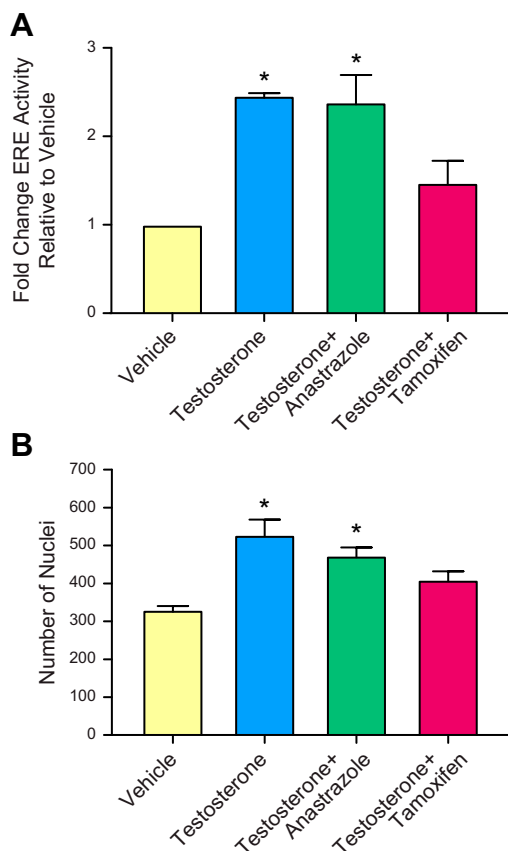 A
Fold Change ERE Activity
Relative to Vehicle
3
2
1
0
*
*
Vehicle
Testosterone
Testosterone+
Anastrazole
Testosterone+
Tamoxifen
B
Number of Nuclei
700
600
500
400
300
200
100
0
*
*
Vehicle
Testosterone
Testosterone+
Anastrazole
Testosterone+
Tamoxifen